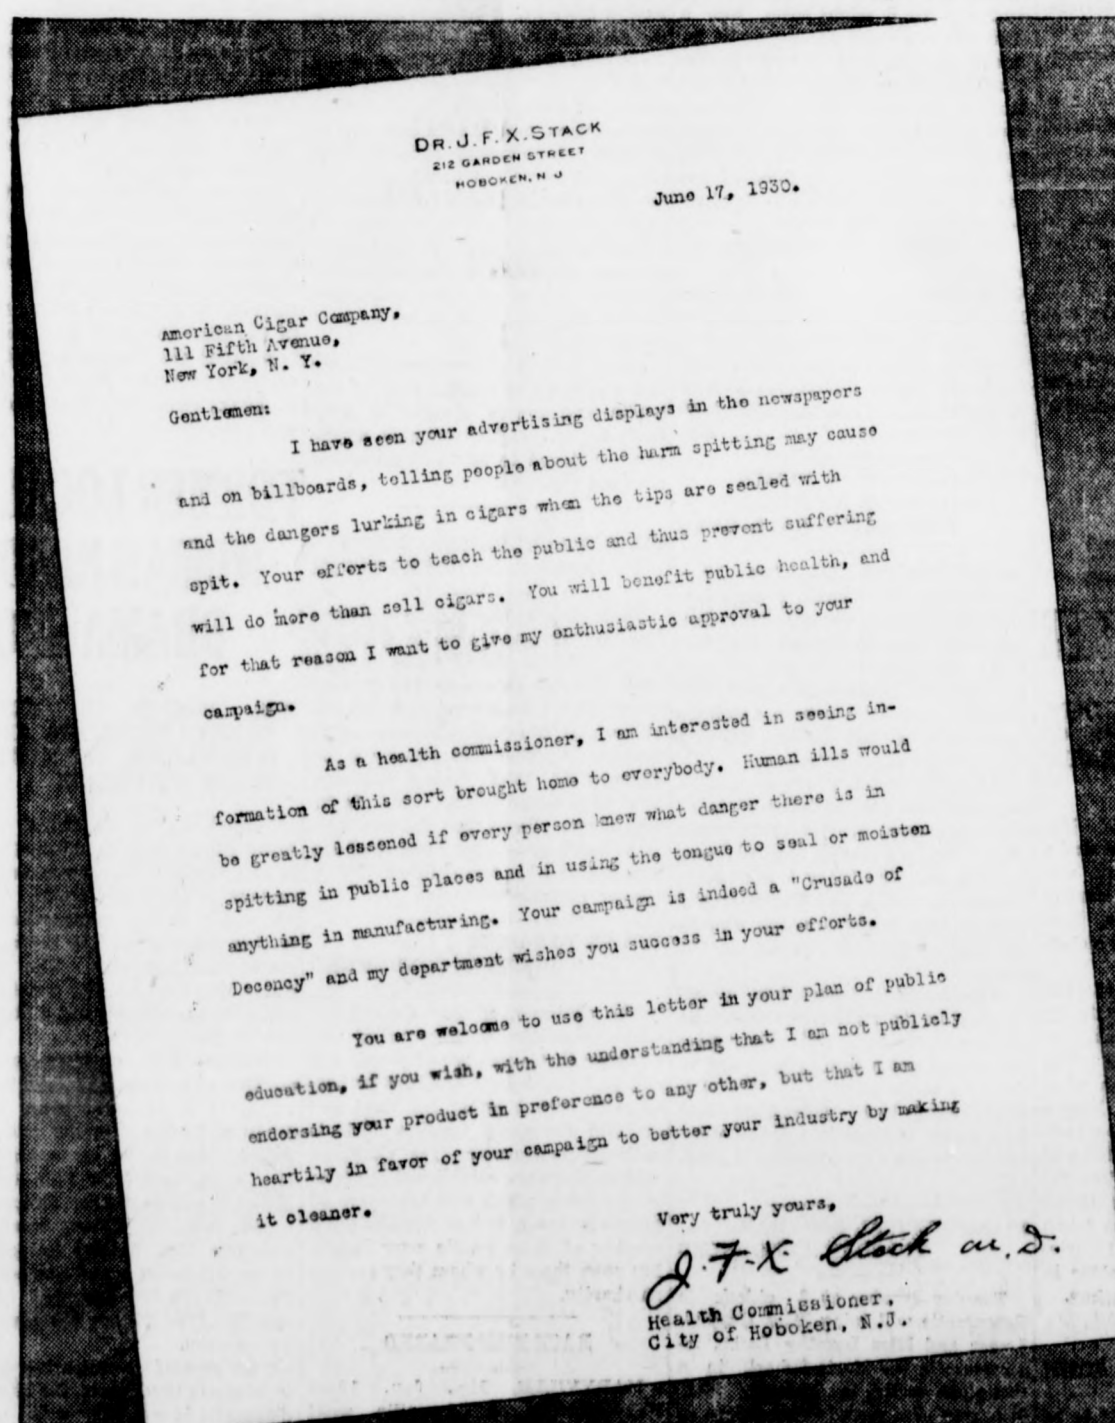 DR. J. F. X. STACK
212 GARDEN STREET
HOBOKEN, N J
June 17, 1930.
American Cigar Company,
111 Fifth Avenue,
New York, N. Y.
Gentlemen:
I have seen your advertising displays in the newspapers
and on billboards, telling people about the harm spitting may cause
and the dangers lurking in cigars when the tips are sealed with
spit. Your efforts to teach the public and thus prevent suffering
will do more than sell cigars. You will benefit public health, and
for that reason I want to give my enthusiastic approval to your
campaign.
As a health commissioner, I am interested in seeing in-
formation of this sort brought home to everybody. Human ills would
be greatly lessened if every person knew what danger there is in
spitting in public places and in using the tongue to seal or moisten
anything in manufacturing. Your campaign is indeed a "Crusade of
Decency" and my department wishes you success in your efforts.
You are welcome to use this letter in your plan of public
education, if you wish, with the understanding that I am not publicly
endorsing your product in preference to any other, but that I am
heartily in favor of your campaign to better your industry by making
it cleaner.
Very truly yours,
J. F. X. Stack M. D.
Health Commissioner,
City of Hoboken, N.J.